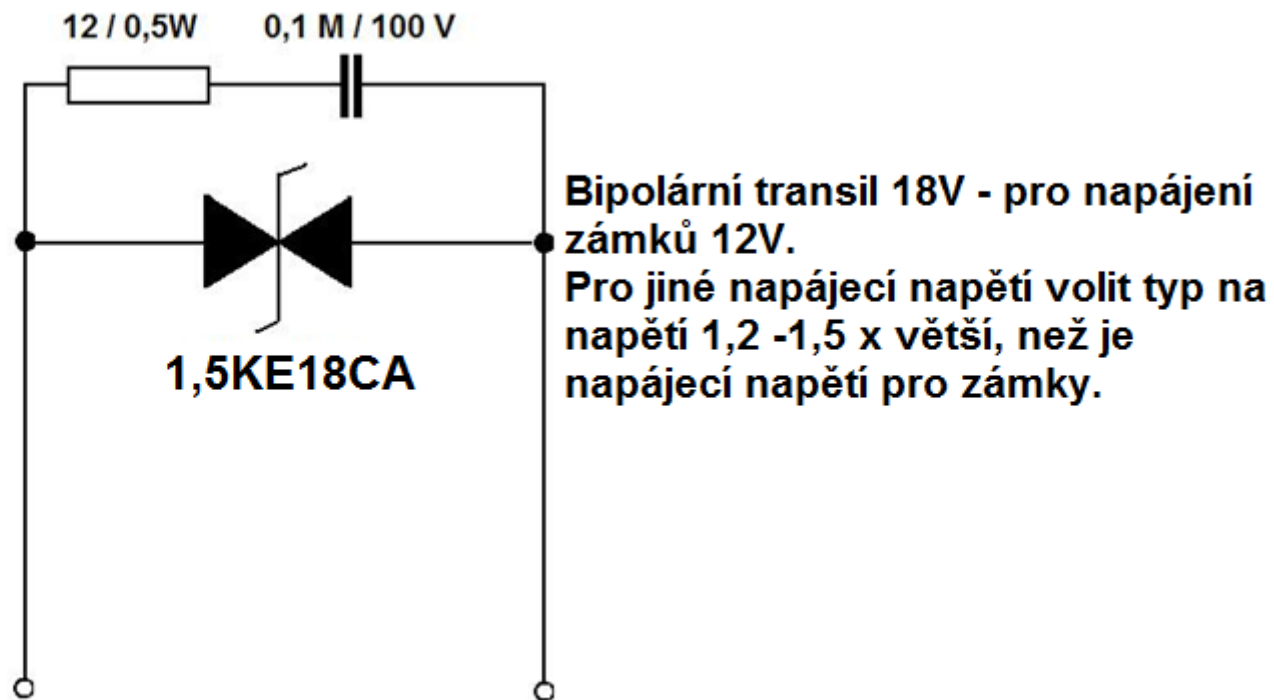 12 / 0,5W
0,1 M / 100 V
Bipolární transil 18V - pro napájení
zámků 12V.
Pro jiné napájecí napětí volit typ na
napětí 1,2 -1,5 x větší, než je
napájecí napětí pro zámky.
1,5KE18CA